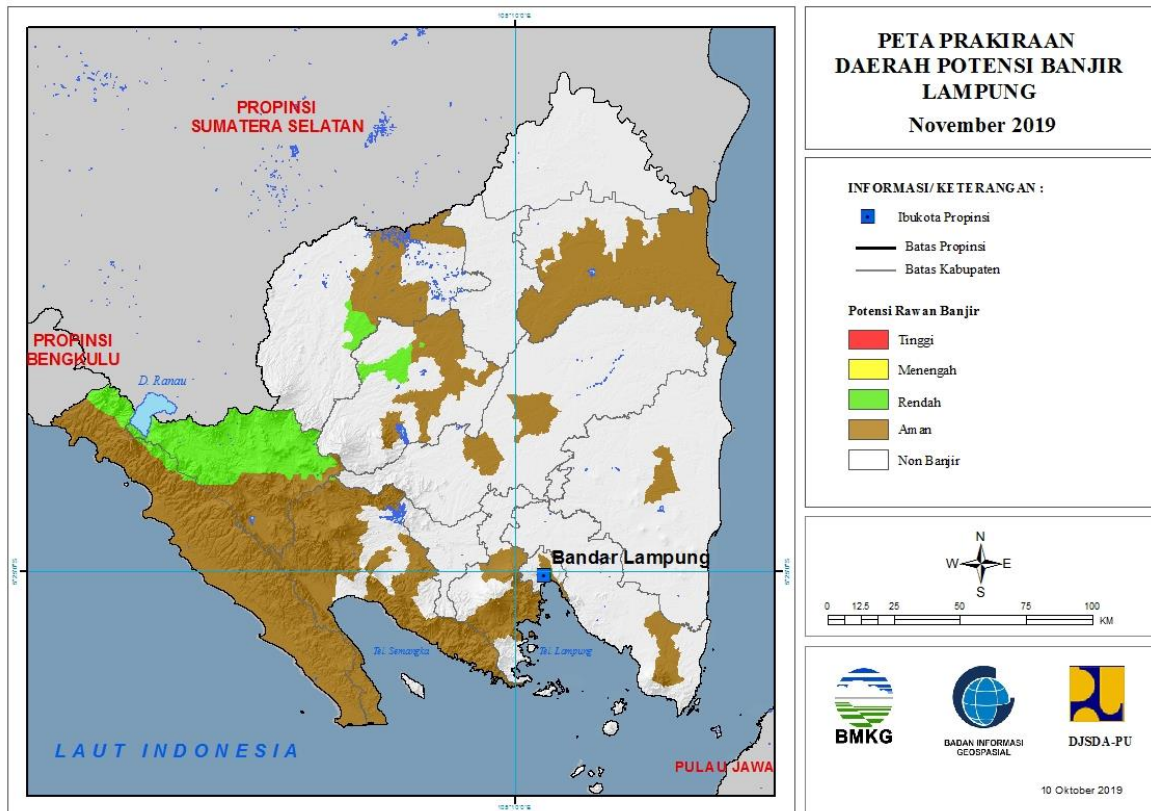 PETA PRAKIRAAN
DAERAH POTENSI BANJIR
LAMPUNG
November 2019
INFORMASI/ KETERANGAN :
Ibukota Propinsi
Batas Propinsi
Batas Kabupaten
Potensi Rawan Banjir
Tinggi
Menengah
Rendah
Aman
Non Banjir
N
W E
S
0 12.5 25 50 75 100
KM
BMKG
BADAN INFORMASI
GEOSPASIAL
DJSDA-PU
10 Oktober 2019
PROPINSI
SUMATERA SELATAN
PROPINSI
BENGKULU
D. Ranau
Bandar Lampung
Tel. Semangka
Tel. Lampung
LAUT INDONESIA
PULAU JAWA